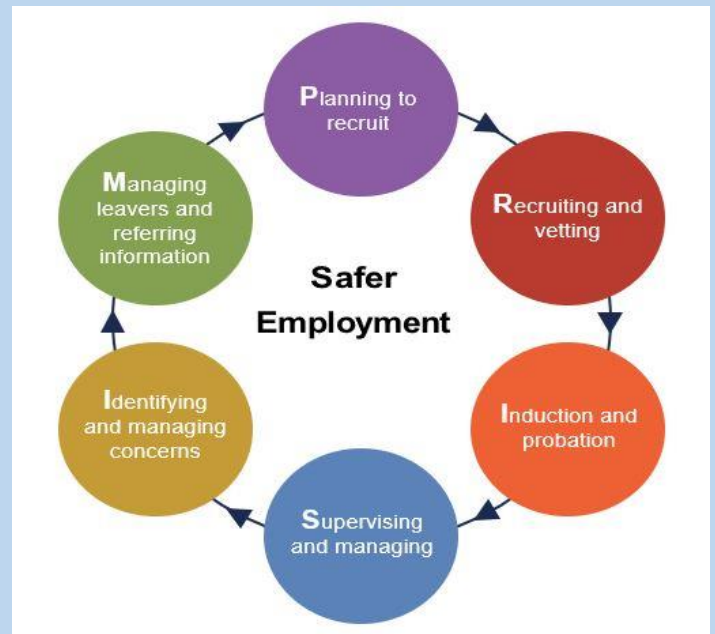 Planning to
recruit
Recruiting and
vetting
Induction and
probation
Supervising
and managing
Identifying
and managing
concerns
Managing
leavers and
referring
information
Safer
Employment